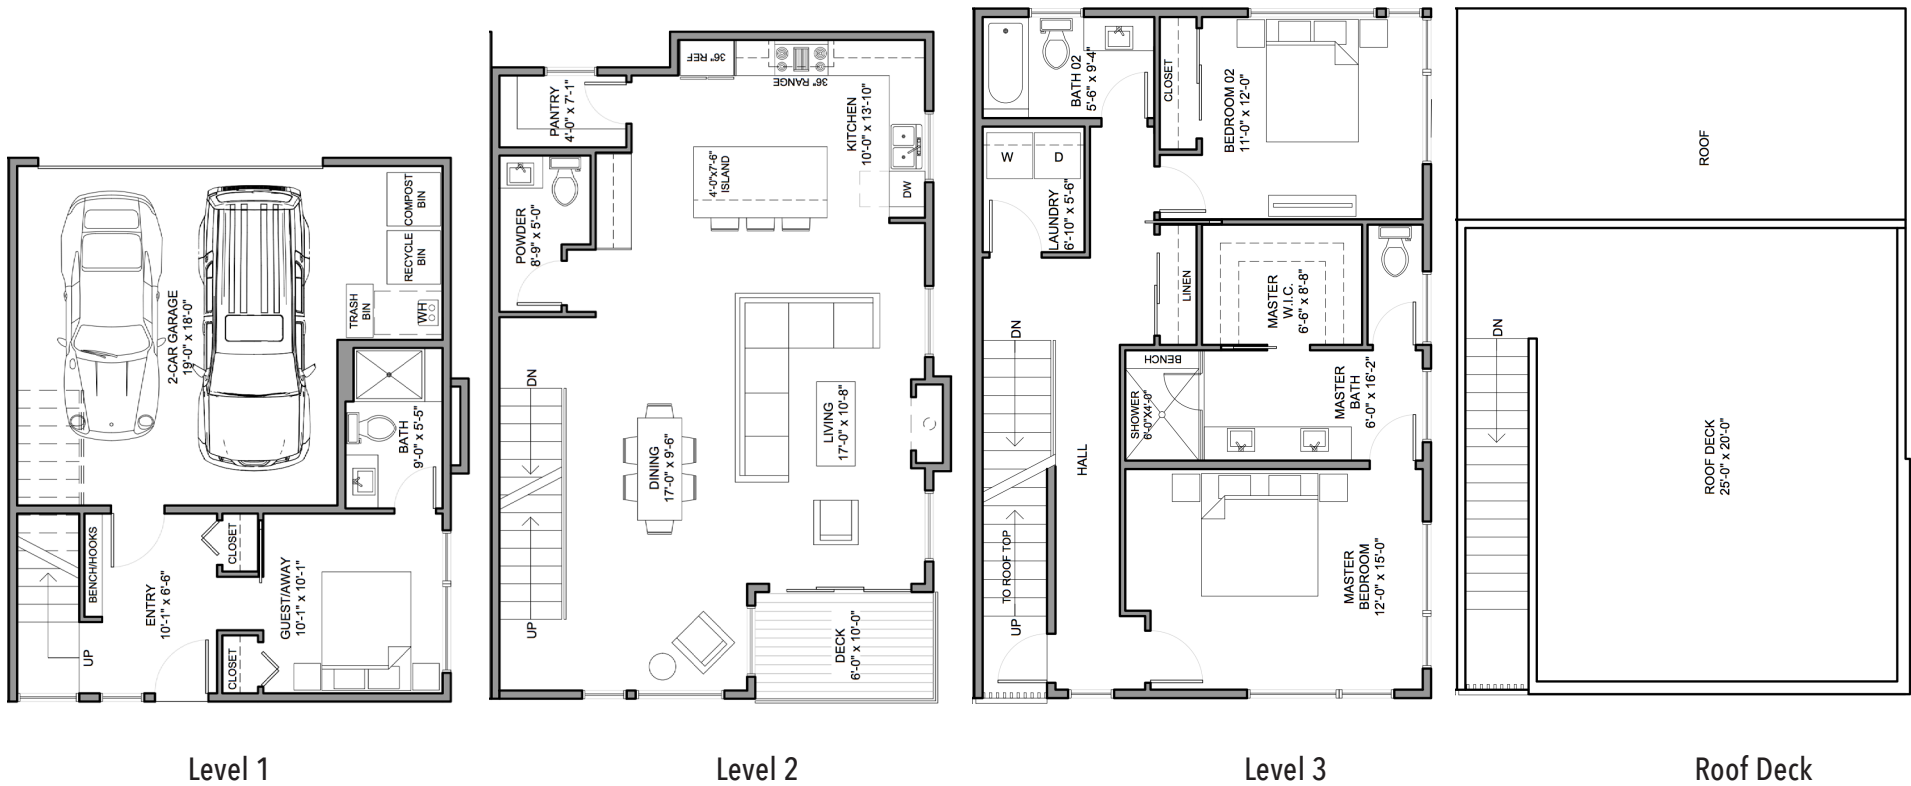 2-CAR GARAGE
19'-0" x 18'-0"
COMPOST
BIN
RECYCLE
BIN
TRASH
BIN
WH
BATH
9'-0" x 5'-5"
BENCH/HOOKS
ENTRY
10'-1" x 6'-6"
CLOSET
GUEST/AWAY
10'-1" x 10'-1"
CLOSET
UP
Level 1
36" REF
36" RANGE
PANTRY
4'-0" x 7'-1"
KITCHEN
10'-0" x 13'-10"
4'-0"x7'-6"
ISLAND
DW
POWDER
8'-9" x 5'-0"
DN
DINING
17'-0" x 9'-6"
LIVING
17'-0" x 10'-8"
UP
DECK
6'-0" x 10'-0"
Level 2
BATH 02
5'-6" x 9'-4"
CLOSET
BEDROOM 02
11'-0" x 12'-0"
W
D
LAUNDRY
6'-10" x 5'-6"
LINEN
MASTER
W.I.C.
6'-6" x 8'-8"
DN
BENCH
SHOWER
6'-0"X4'-0"
MASTER
BATH
6'-0" x 16'-2"
HALL
TO ROOF TOP
UP
MASTER
BEDROOM
12'-0" x 15'-0"
Level 3
ROOF
DN
ROOF DECK
25'-0" x 20'-0"
Roof Deck